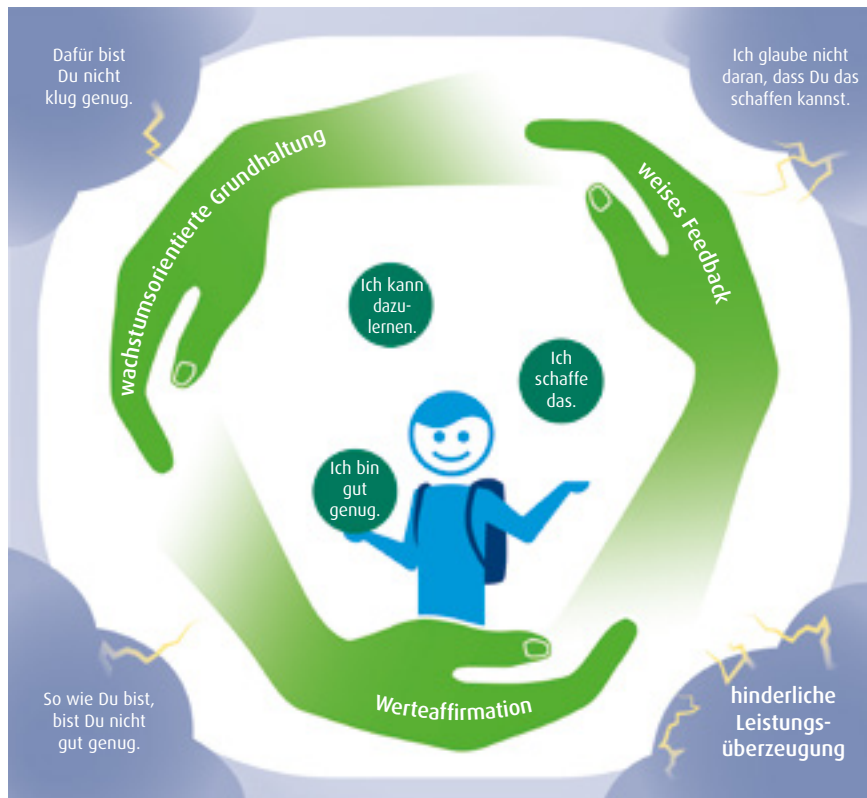 Dafür bist
Du nicht
klug genug.
Ich glaube nicht
daran, dass Du das
schaffen kannst.
wachstumsorientierte Grundhaltung
weises Feedback
Ich kann
dazu-
lernen.
Ich
schaffe
das.
Ich bin
gut
genug.
Werteaffirmation
So wie Du bist,
bist Du nicht
gut genug.
hinderliche
Leistungs-
überzeugung